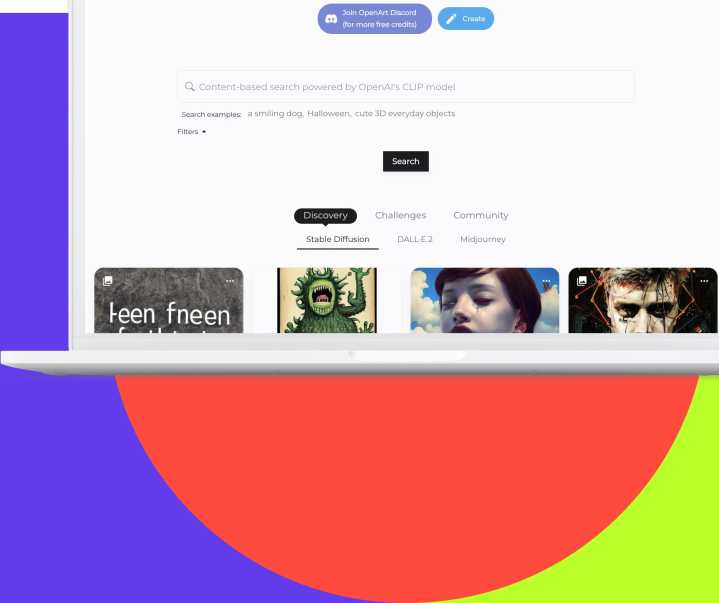 Join OpenArt Discord
(for more free credits)
Create
Content-based search powered by OpenAI's CLIP model
Search examples: a smiling dog, Halloween, cute 3D everyday objects
Filters
Search
Discovery Challenges Community
Stable Diffusion DALL·E 2 Midjourney
keen fneen